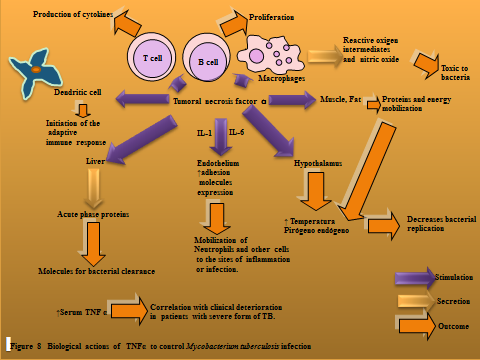 Production of cytokines
Proliferation
T cell
B cell
Reactive oxigen
intermediates
and nitric oxide
Toxic to
bacteria
Macrophages
Dendritic cell
Tumoral necrosis factor α
Muscle, Fat
Proteins and energy
mobilization
Initiation of the
adaptive
immune response
IL-1
IL-6
Liver
Endothelium
↑adhesion
molecules
expression
Hypothalamus
Acute phase proteins
↑ Temperatura
Pirógeno endógeno
Decreases bacterial
replication
Mobilization of
Neutrophils and other cells
to the sites of inflammation
or infection.
Molecules for bacterial clearance
Stimulation
Secretion
Outcome
↑Serum TNF α
Correlation with clinical deterioration
in patients with severe form of TB.
Figure 8 Biological actions of TNFα to control Mycobacterium tuberculosis infection